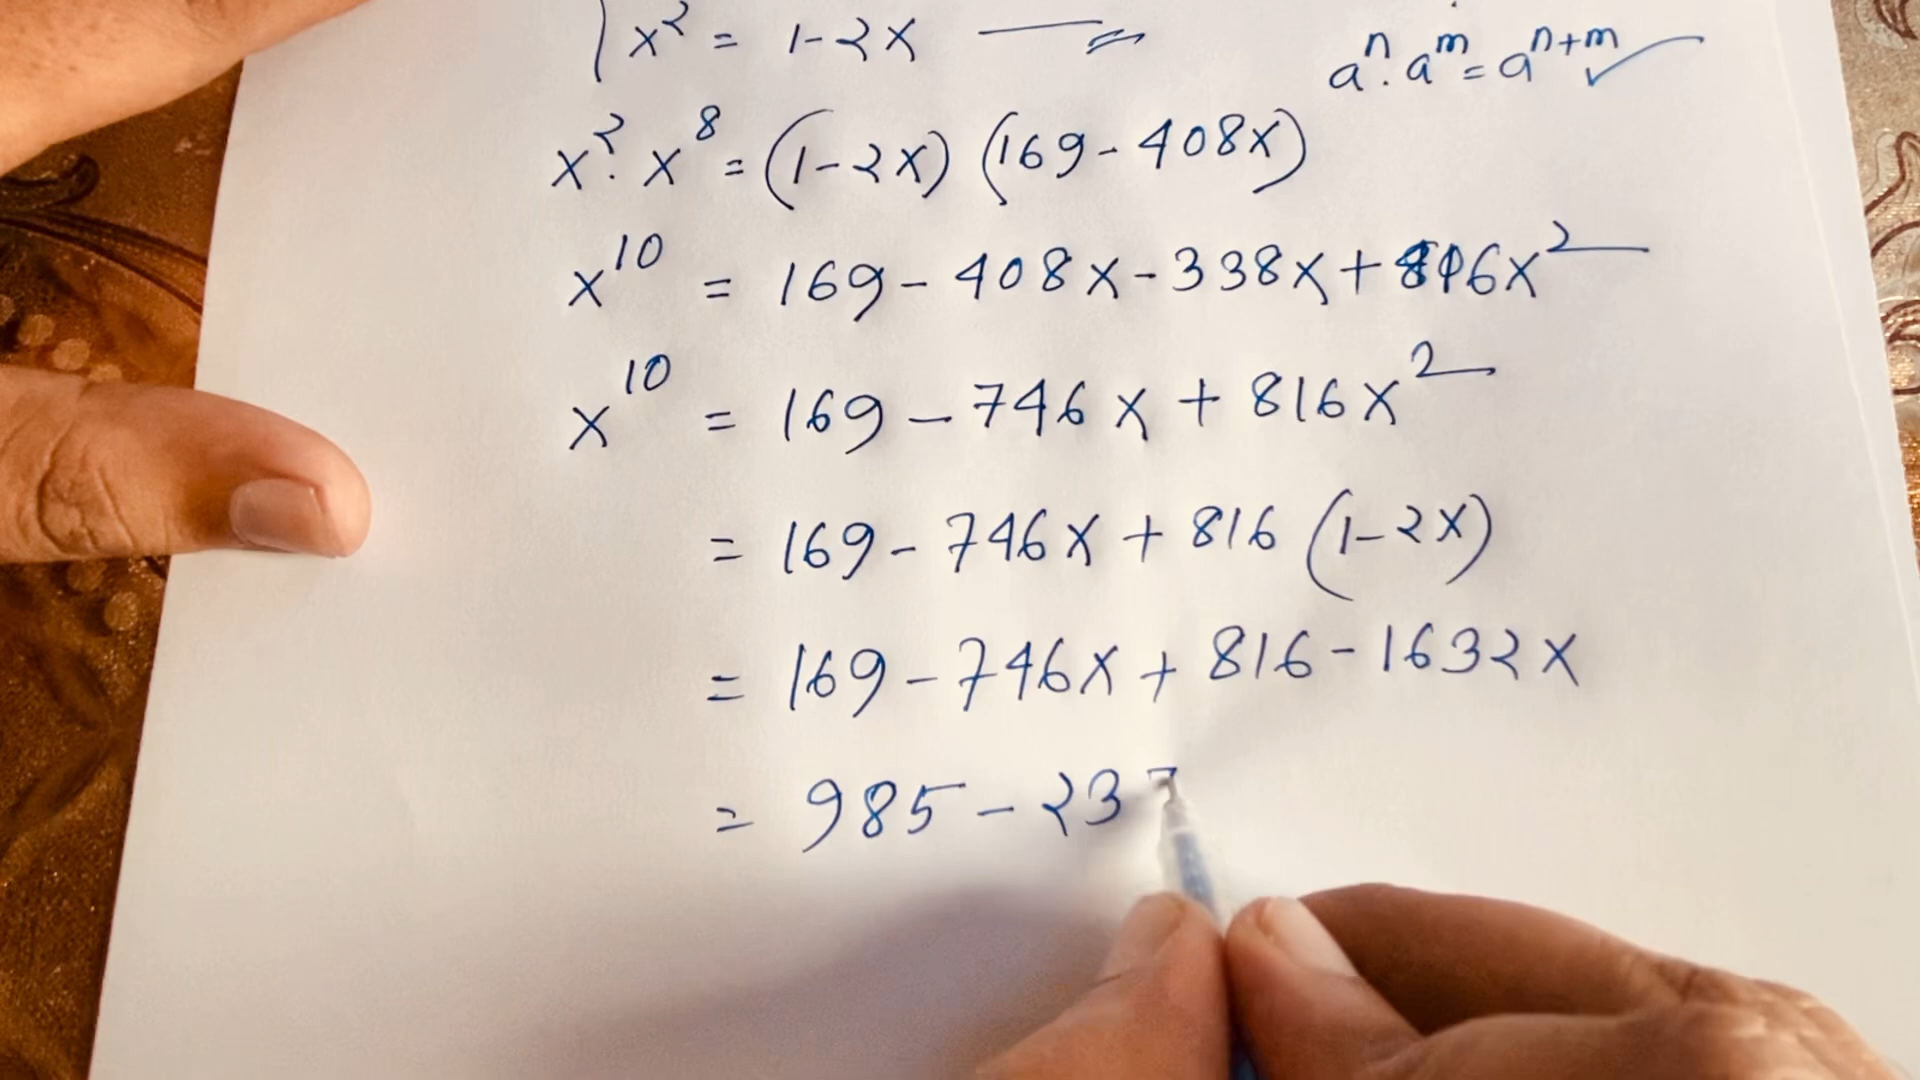 x² = 1-2x
aⁿ · aᵐ = aⁿ⁺ᵐ ✓
x² · x⁸ = (1-2x) (169-408x)
x¹⁰ = 169-408x-338x+816x²
x¹⁰ = 169-746x+816x²
= 169-746x+816 (1-2x)
= 169-746x+816-1632x
= 985-237